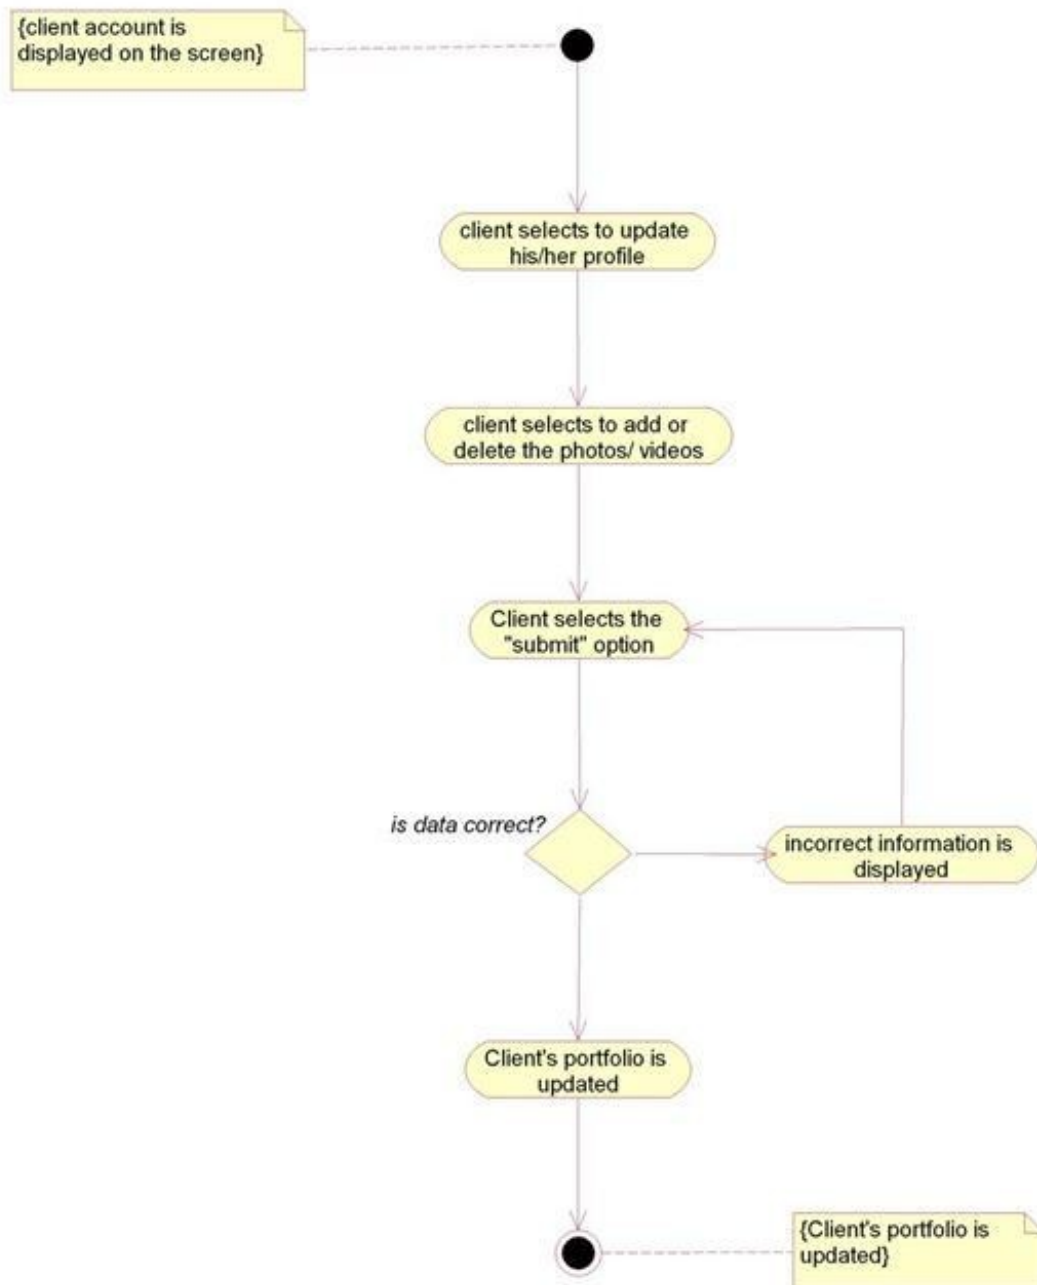 {client account is
displayed on the screen}
client selects to update
his/her profile
client selects to add or
delete the photos/ videos
Client selects the
"submit" option
is data correct?
incorrect information is
displayed
Client's portfolio is
updated
{Client's portfolio is
updated}